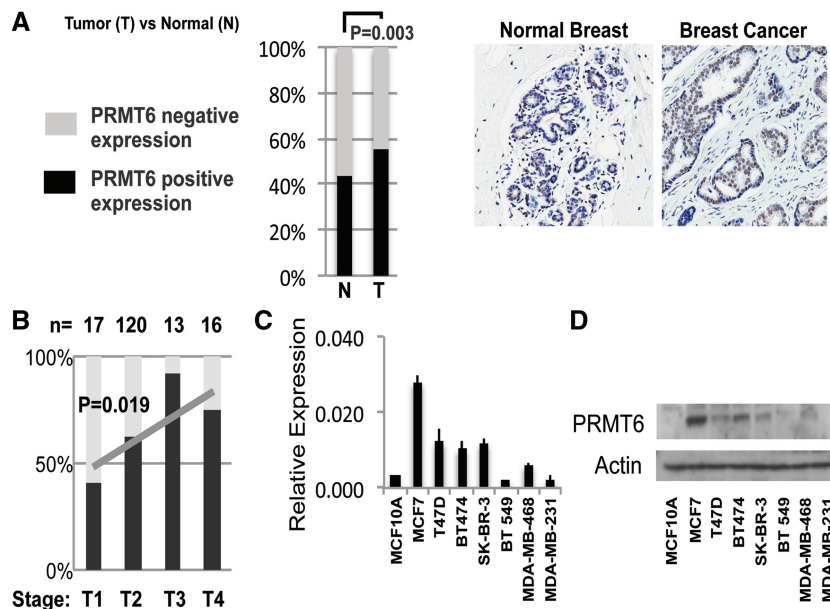 A
Tumor (T) vs Normal (N)
PRMT6 negative
expression
PRMT6 positive
expression
P=0.003
100%
80%
60%
40%
20%
0%
N T
Normal Breast
Breast Cancer
B
n= 17 120 13 16
100%
P=0.019
50%
0%
Stage: T1 T2 T3 T4
C
Relative Expression
0.040
0.020
0.000
MCF10A
MCF7
T47D
BT474
SK-BR-3
BT 549
MDA-MB-468
MDA-MB-231
D
PRMT6
Actin
MCF10A
MCF7
T47D
BT474
SK-BR-3
BT 549
MDA-MB-468
MDA-MB-231